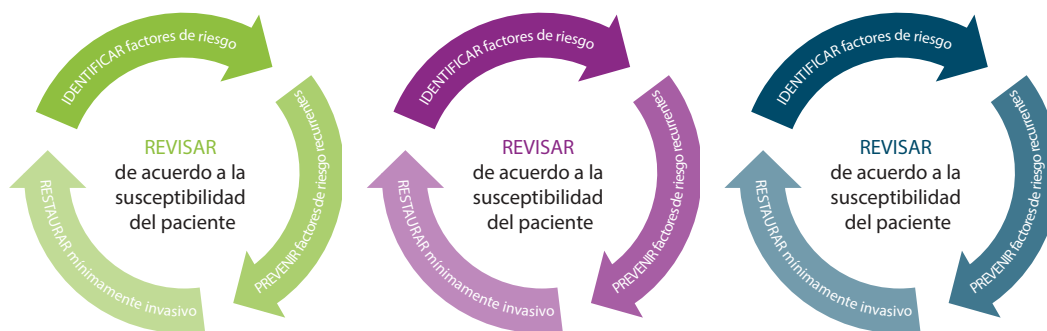 IDENTIFICAR factores de riesgo
PREVENIR factores de riesgo recurrentes
RESTAURAR mínimamente invasivo
REVISAR
de acuerdo a la
susceptibilidad
del paciente
IDENTIFICAR factores de riesgo
PREVENIR factores de riesgo recurrentes
RESTAURAR mínimamente invasivo
REVISAR
de acuerdo a la
susceptibilidad
del paciente
IDENTIFICAR factores de riesgo
PREVENIR factores de riesgo recurrentes
RESTAURAR mínimamente invasivo
REVISAR
de acuerdo a la
susceptibilidad
del paciente